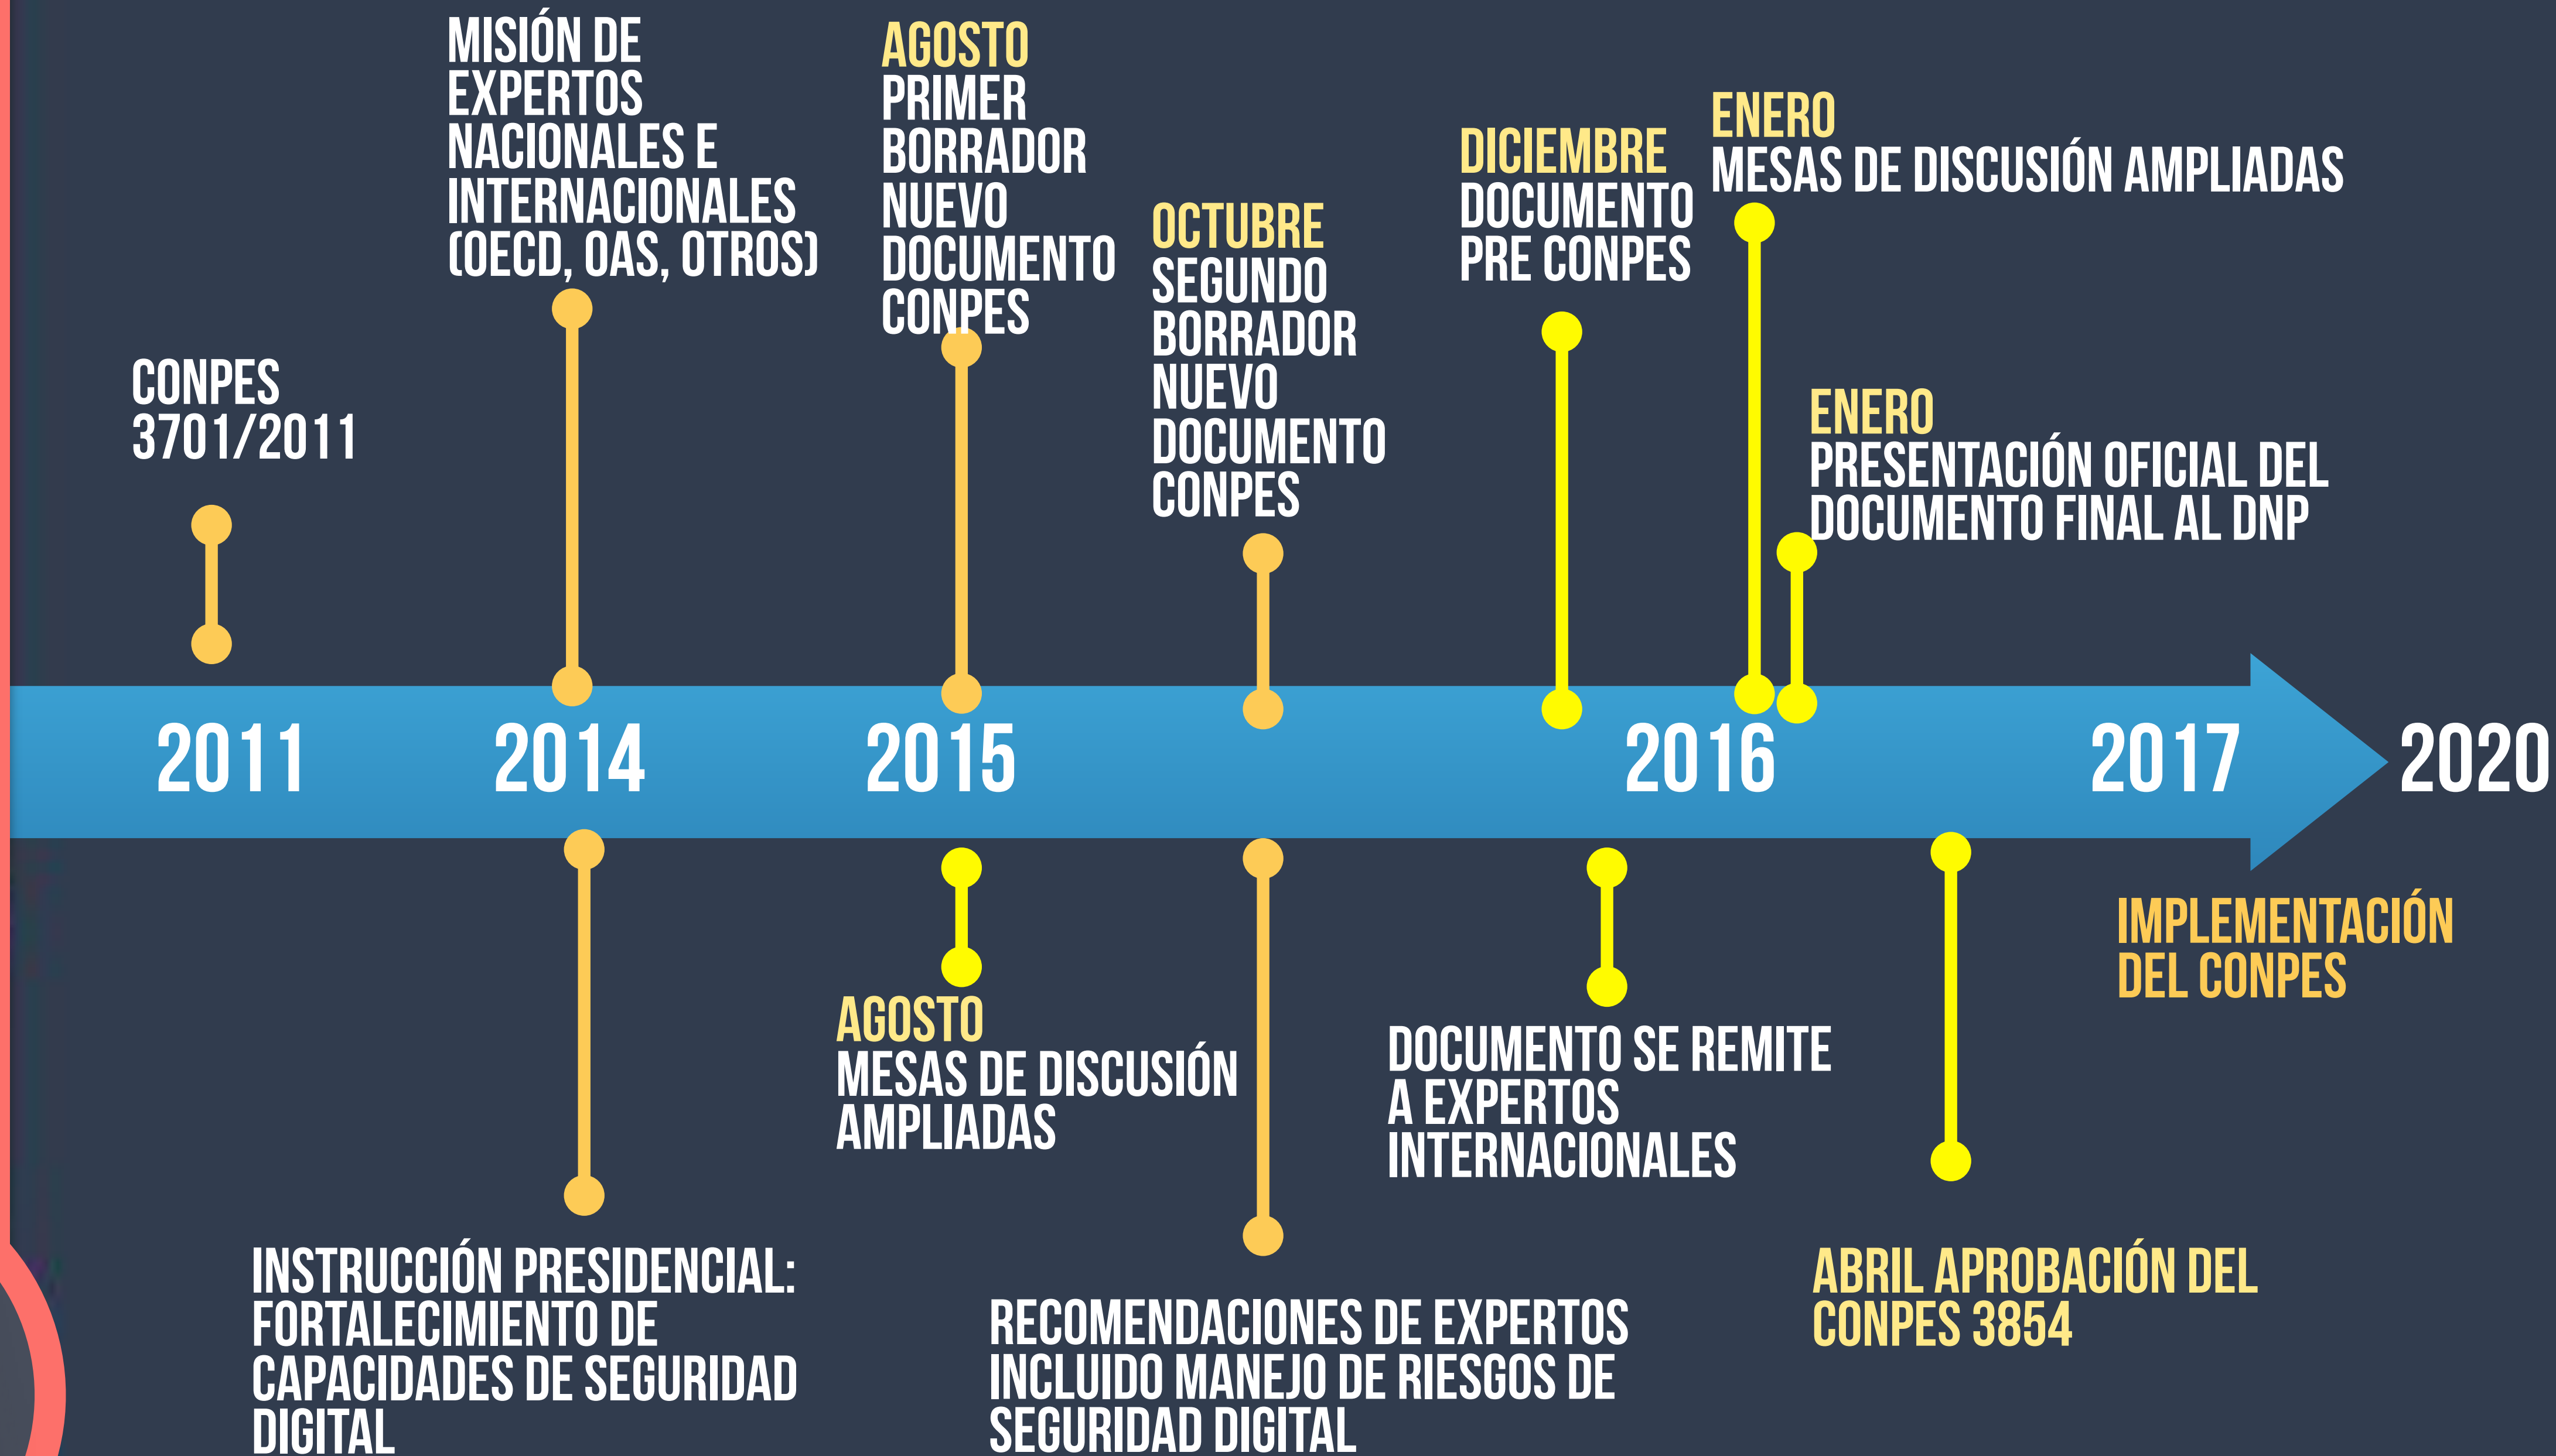 MISIÓN DE
EXPERTOS
NACIONALES E
INTERNACIONALES
(OECD, OAS, OTROS)
AGOSTO
PRIMER
BORRADOR
NUEVO
DOCUMENTO
CONPES
OCTUBRE
SEGUNDO
BORRADOR
NUEVO
DOCUMENTO
CONPES
DICIEMBRE
DOCUMENTO
PRE CONPES
ENERO
MESAS DE DISCUSIÓN AMPLIADAS
CONPES
3701/2011
ENERO
PRESENTACIÓN OFICIAL DEL
DOCUMENTO FINAL AL DNP
2011
2014
2015
2016
2017
2020
IMPLEMENTACIÓN
DEL CONPES
AGOSTO
MESAS DE DISCUSIÓN
AMPLIADAS
DOCUMENTO SE REMITE
A EXPERTOS
INTERNACIONALES
INSTRUCCIÓN PRESIDENCIAL:
FORTALECIMIENTO DE
CAPACIDADES DE SEGURIDAD
DIGITAL
RECOMENDACIONES DE EXPERTOS
INCLUIDO MANEJO DE RIESGOS DE
SEGURIDAD DIGITAL
ABRIL APROBACIÓN DEL
CONPES 3854